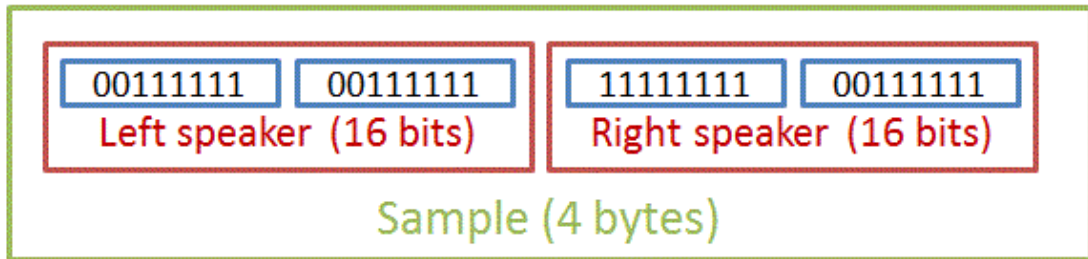 00111111 00111111 11111111 00111111
Left speaker (16 bits) Right speaker (16 bits)
Sample (4 bytes)